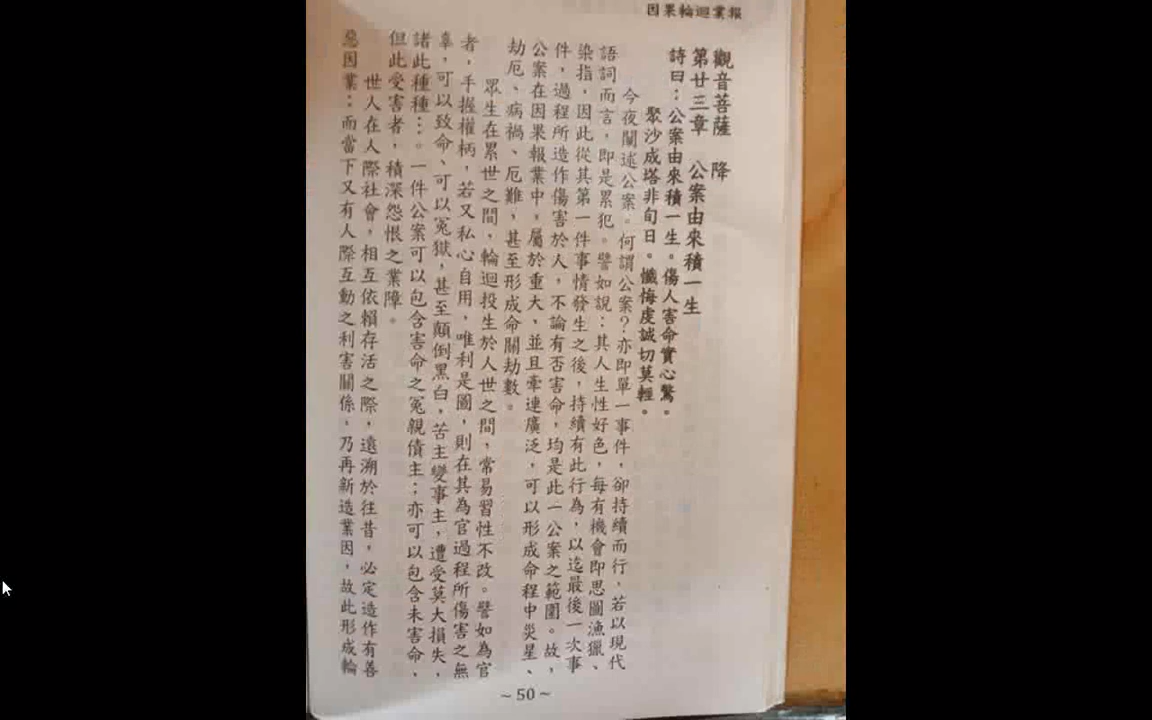 因果輪迴業報
觀音菩薩　降
第廿三章　公案由來積一生
詩曰：公案由來積一生。傷人害命實心驚。
聚沙成塔非旬日。懺悔虔誠切莫輕。
今夜闡述公案。何謂公案？亦即單一事件，卻持續而行，若以現代
語詞而言，即是累犯。譬如說：其人生性好色，每有機會即思圖漁獵、
染指，因此從其第一件事情發生之後，持續有此行為，以迄最後一次事
件，過程所造作傷害於人，不論有否害命，均是此一公案之範圍。故，
公案在因果報業中，屬於重大，並且牽連廣泛，可以形成命程中災星、
劫厄、病禍、厄難，甚至形成命關劫數。
眾生在累世之間，輪迴投生於人世之間，常易習性不改。譬如為官
者，手握權柄，若又私心自用，唯利是圖，則在其為官過程所傷害之無
辜，可以致命、可以冤獄，甚至顛倒黑白，苦主變事主，遭受莫大損失，
諸此種種…。一件公案可以包含害命之冤親債主；亦可以包含未害命，
但此受害者，積深怨恨之業障。
世人在人際社會，相互依賴存活之際，遠溯於往昔，必定造作有善
惡因業；而當下又有人際互動之利害關係，乃再新造業因，故此形成輪
~50~